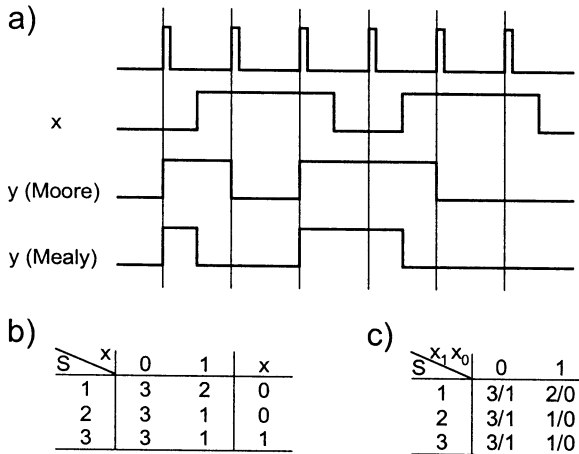 a)
x
y (Moore)
y (Mealy)
b)
S x 0 1 x
1 3 2 0
2 3 1 0
3 3 1 1
c)
S x1 x0 0 1
1 3/1 2/0
2 3/1 1/0
3 3/1 1/0